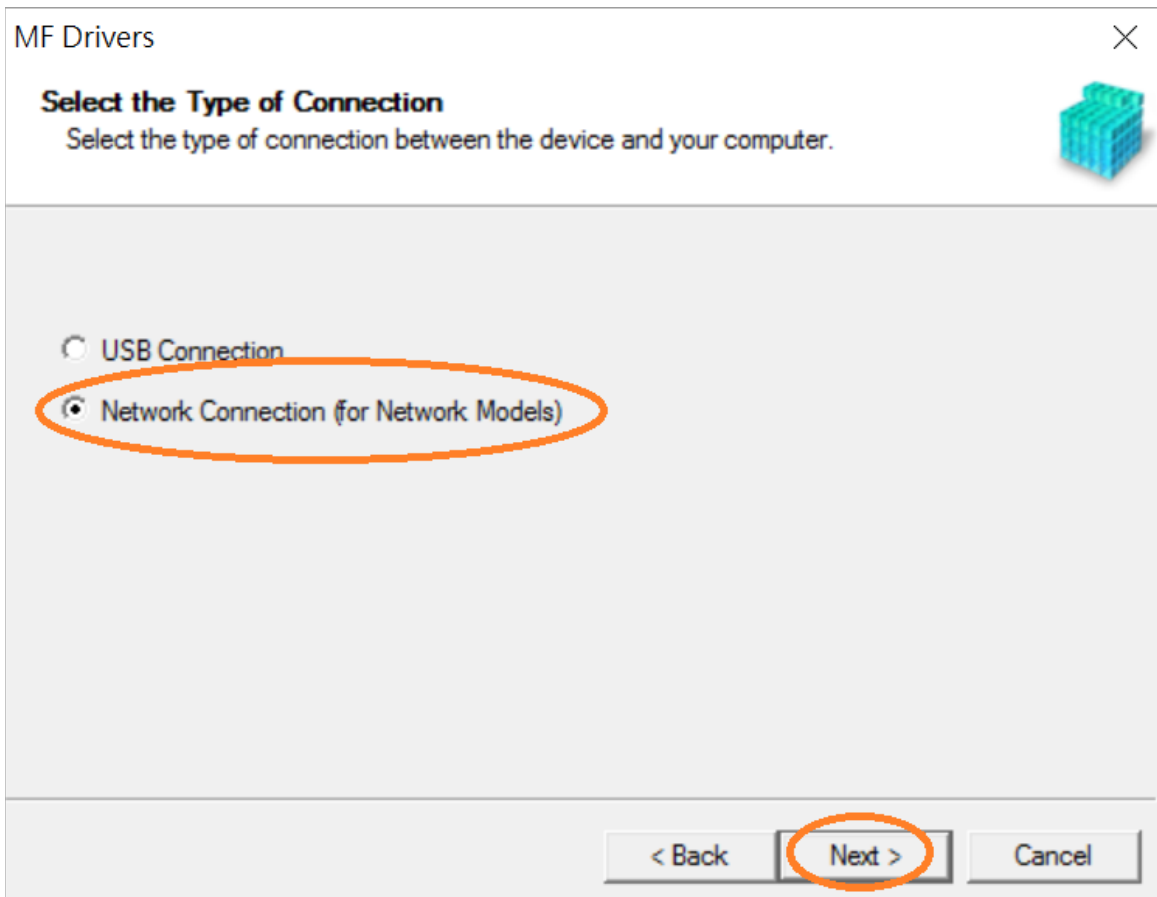 MF Drivers
Select the Type of Connection
Select the type of connection between the device and your computer.
USB Connection
Network Connection (for Network Models)
< Back
Next >
Cancel